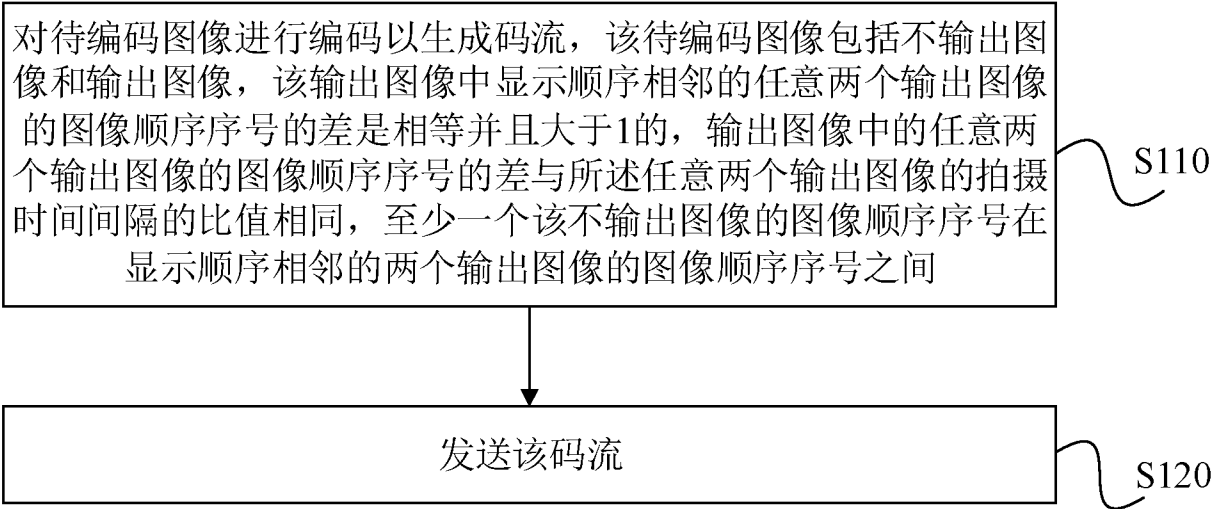 对待编码图像进行编码以生成码流，该待编码图像包括不输出图
像和输出图像，该输出图像中显示顺序相邻的任意两个输出图像
的图像顺序序号的差是相等并且大于1的，输出图像中的任意两
个输出图像的图像顺序序号的差与所述任意两个输出图像的拍摄
时间间隔的比值相同，至少一个该不输出图像的图像顺序序号在
显示顺序相邻的两个输出图像的图像顺序序号之间
S110
发送该码流
S120